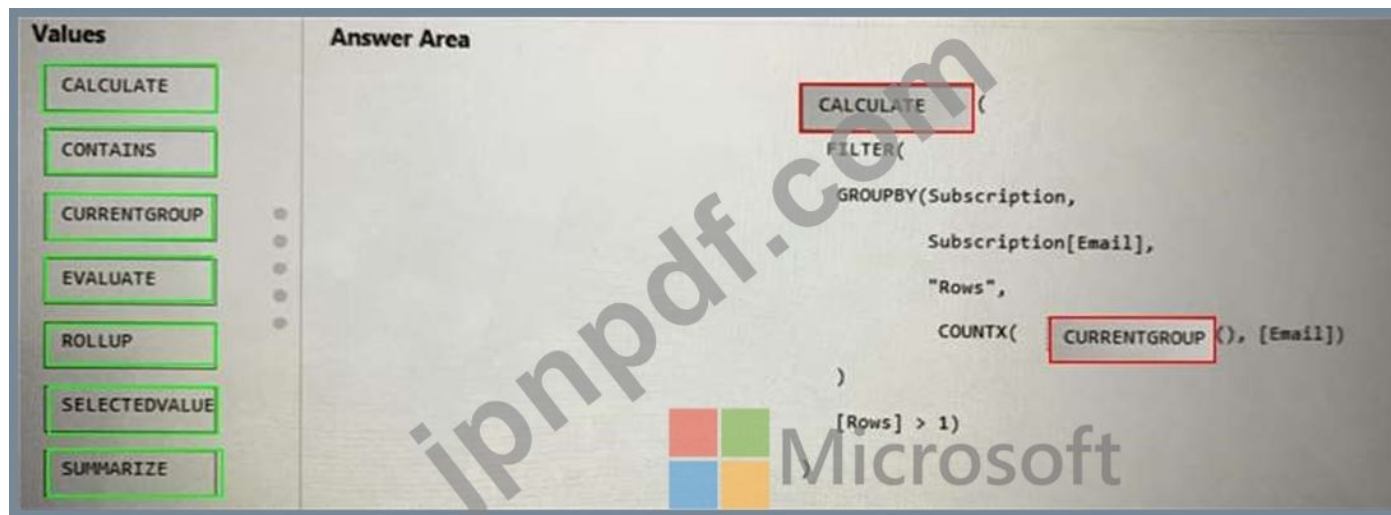 Values
CALCULATE
CONTAINS
CURRENTGROUP
EVALUATE
ROLLUP
SELECTEDVALUE
SUMMARIZE
Answer Area
CALCULATE (
FILTER(
GROUPBY(Subscription,
Subscription[Email],
"Rows",
COUNTX( CURRENTGROUP (), [Email])
)
[Rows] > 1)
)
jpnpdf.com
Microsoft